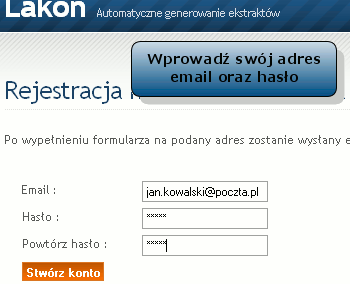 Lakon Automatyczne generowanie ekstraktów
Wprowadź swój adres
email oraz hasło
Rejestracja
Po wypełnieniu formularza na podany adres zostanie wysłany
Email :
jan.kowalski@poczta.pl
Hasło :
*****
Powtórz hasło :
*****
Stwórz konto